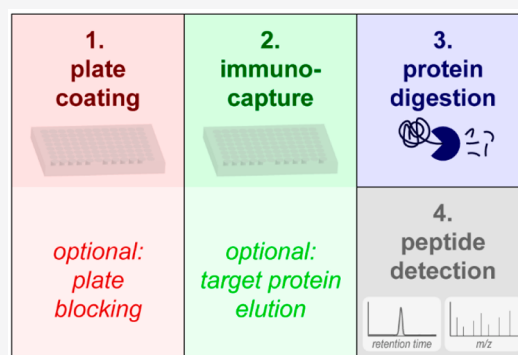 1.
plate
coating
optional:
plate
blocking
2.
immuno-
capture
optional:
target protein
elution
3.
protein
digestion
4.
peptide
detection
retention time
m/z